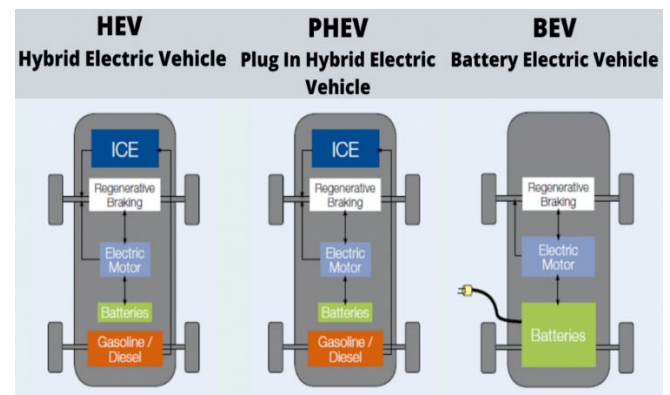 HEV
Hybrid Electric Vehicle
PHEV
Plug In Hybrid Electric
Vehicle
BEV
Battery Electric Vehicle
ICE
Regenerative
Braking
Electric
Motor
Batteries
Gasoline /
Diesel
ICE
Regenerative
Braking
Electric
Motor
Batteries
Gasoline /
Diesel
Regenerative
Braking
Electric
Motor
Batteries